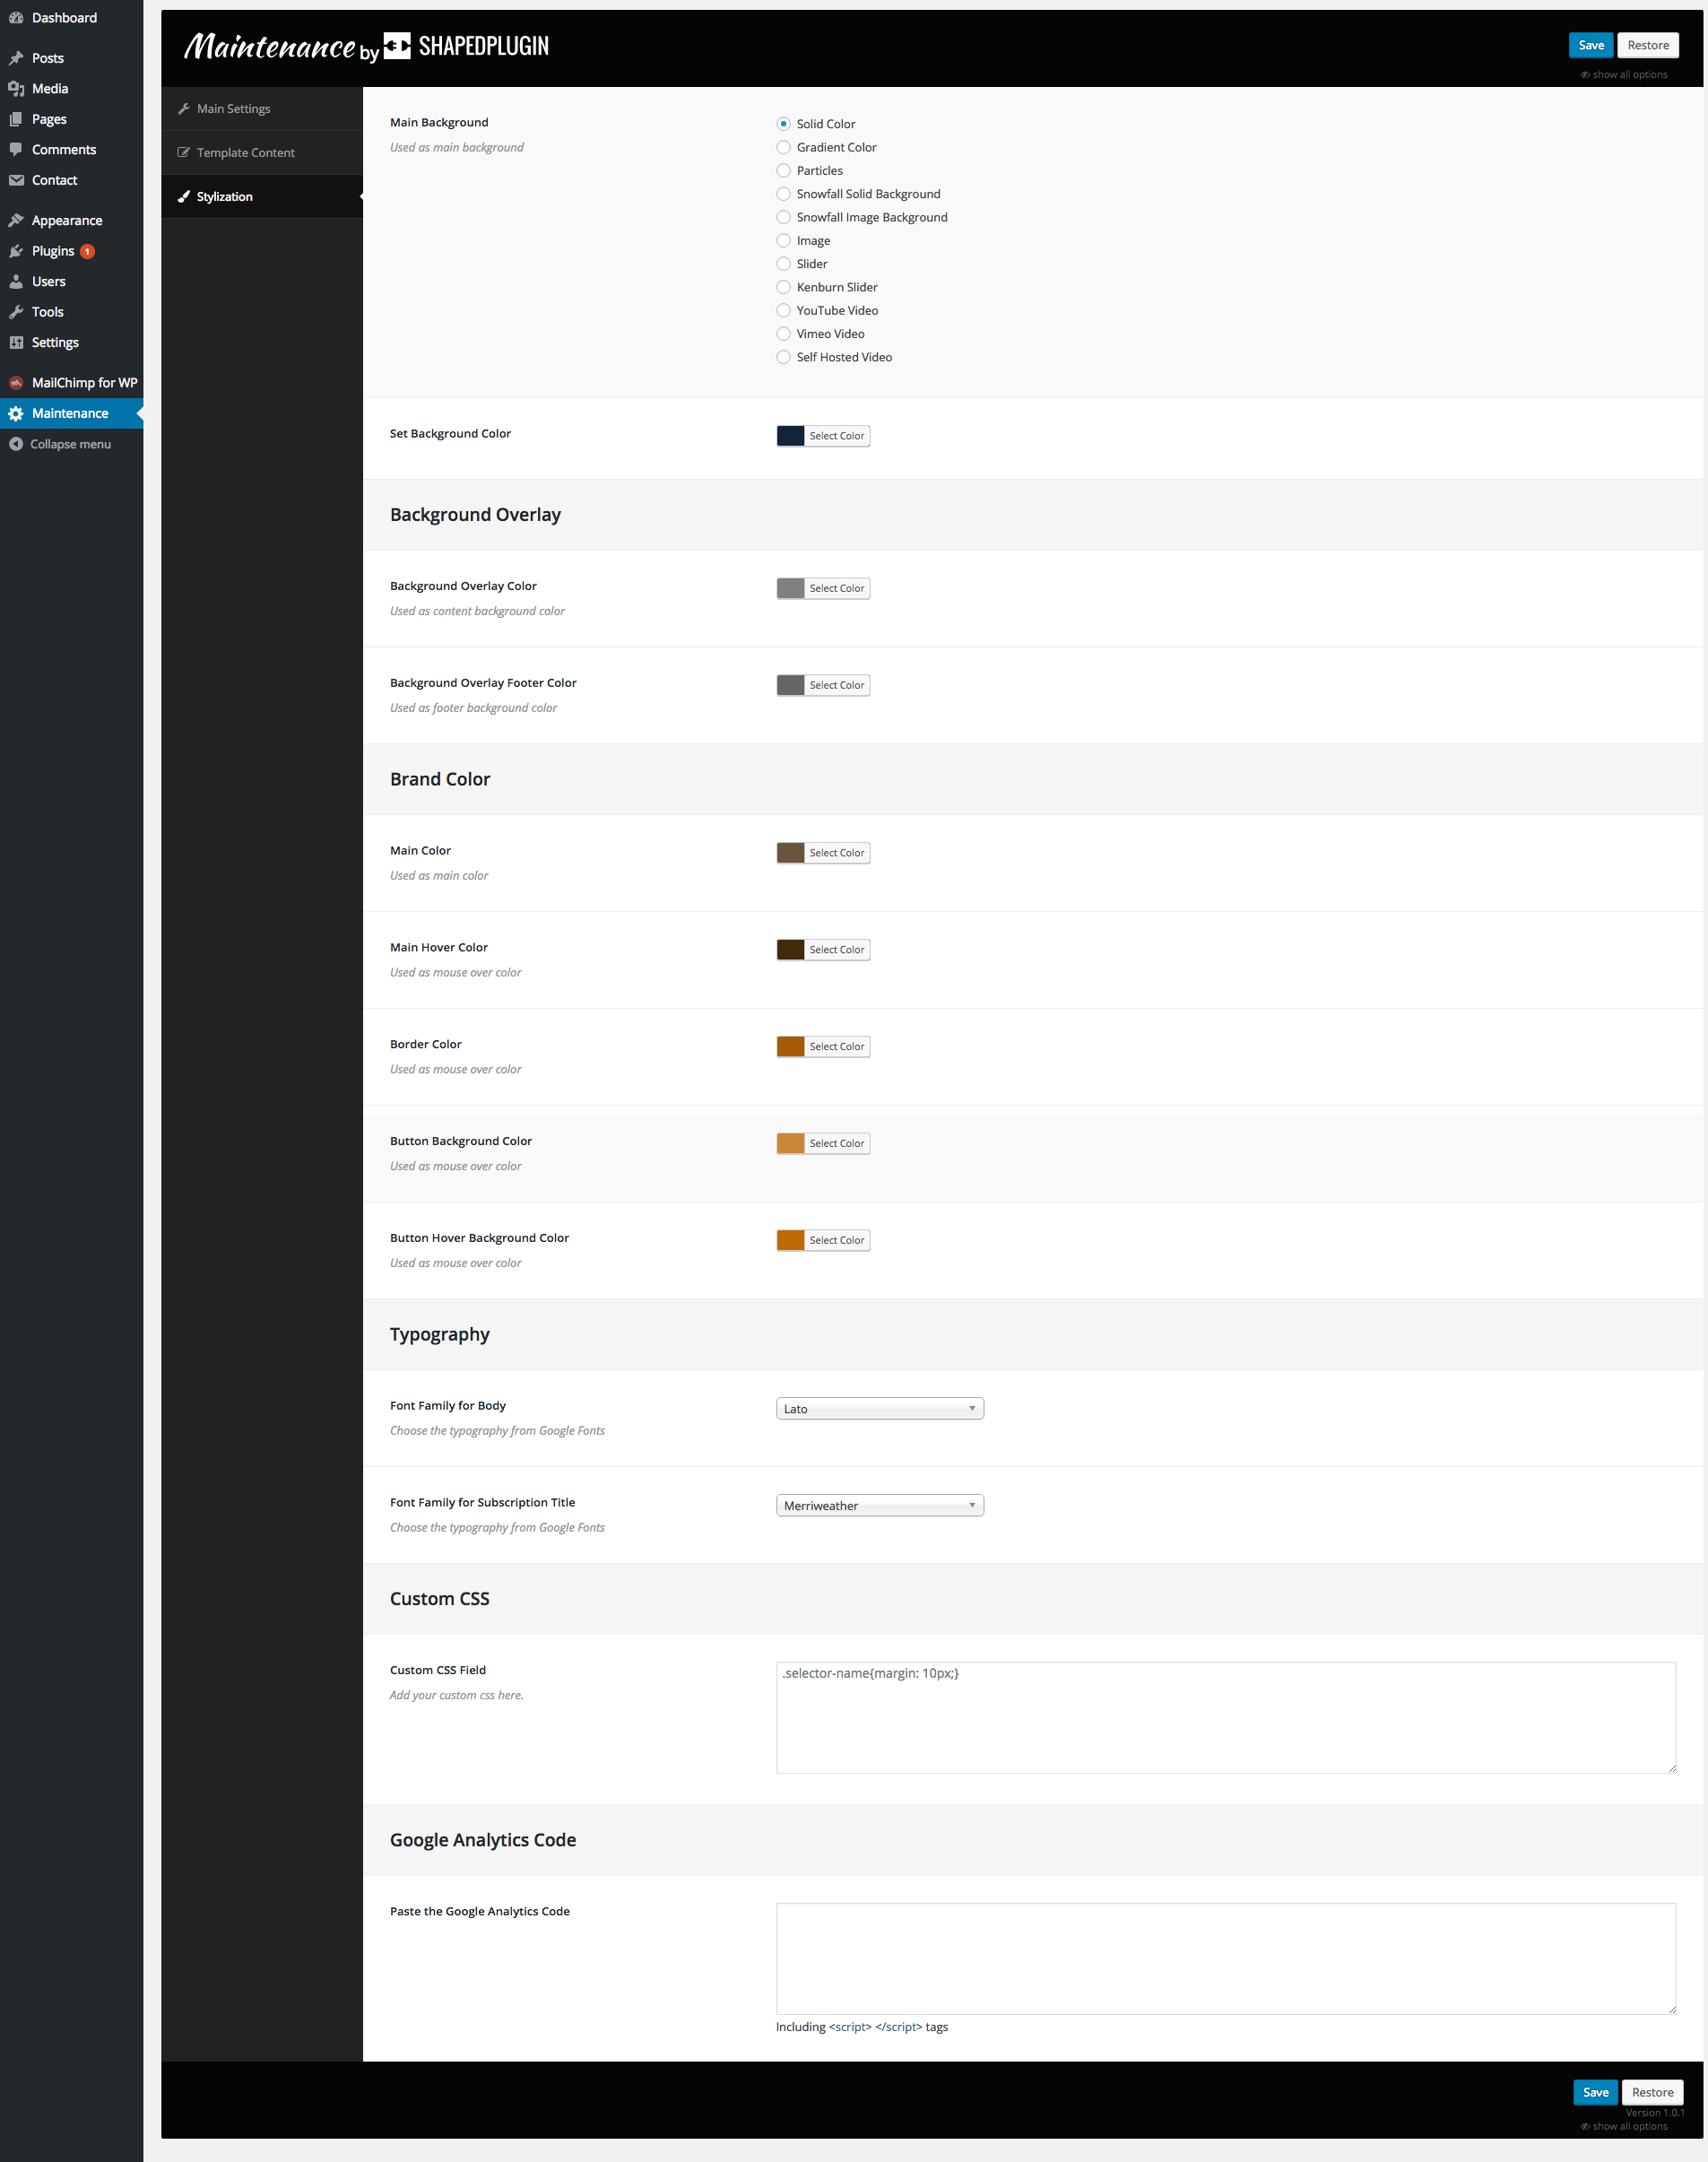 Dashboard
Posts
Media
Pages
Comments
Contact
Appearance
Plugins 1
Users
Tools
Settings
MailChimp for WP
Maintenance
Collapse menu
Maintenance by SHAPEDPLUGIN
Save Restore
show all options
Main Settings
Template Content
Stylization
Main Background
Used as main background
Solid Color
Gradient Color
Particles
Snowfall Solid Background
Snowfall Image Background
Image
Slider
Kenburn Slider
YouTube Video
Vimeo Video
Self Hosted Video
Set Background Color
Select Color
Background Overlay
Background Overlay Color
Used as content background color
Select Color
Background Overlay Footer Color
Used as footer background color
Select Color
Brand Color
Main Color
Used as main color
Select Color
Main Hover Color
Used as mouse over color
Select Color
Border Color
Used as mouse over color
Select Color
Button Background Color
Used as mouse over color
Select Color
Button Hover Background Color
Used as mouse over color
Select Color
Typography
Font Family for Body
Choose the typography from Google Fonts
Lato
Font Family for Subscription Title
Choose the typography from Google Fonts
Merriweather
Custom CSS
Custom CSS Field
Add your custom css here.
.selector-name{margin: 10px;}
Google Analytics Code
Paste the Google Analytics Code
Including <script> </script> tags
Save Restore
Version 1.0.1
show all options